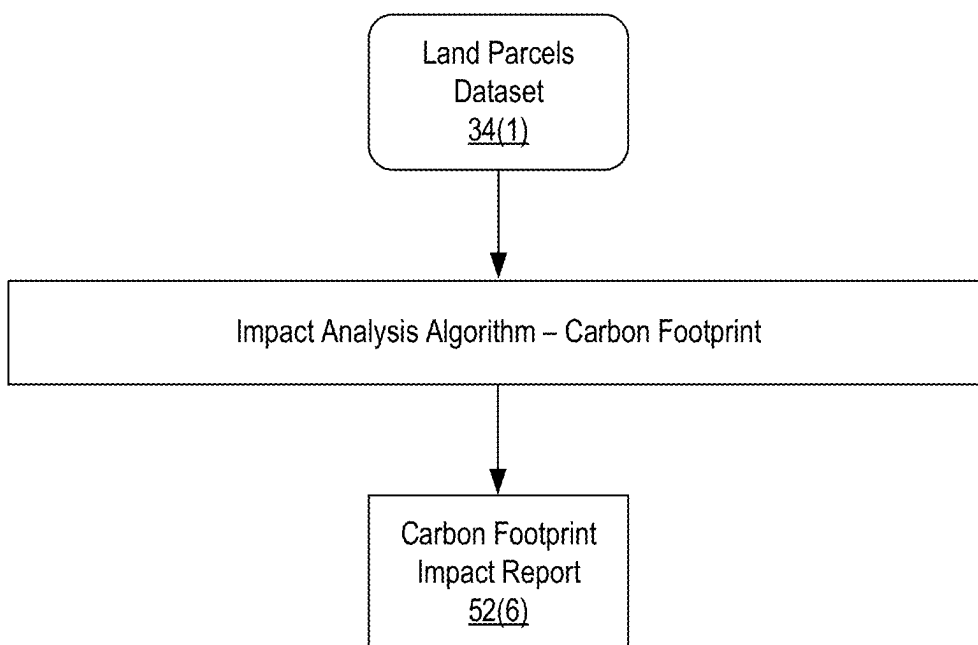 Land Parcels
Dataset
34(1)
Impact Analysis Algorithm – Carbon Footprint
Carbon Footprint
Impact Report
52(6)